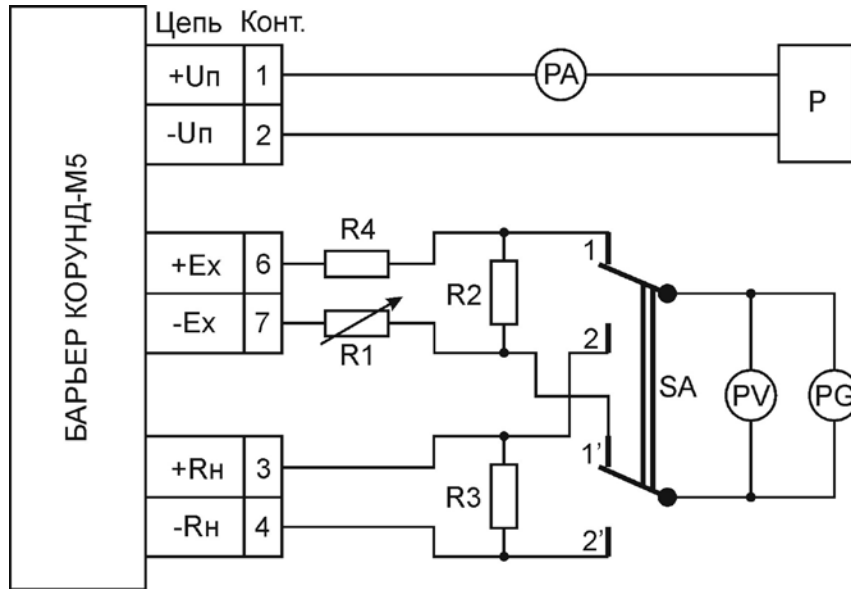 Цепь Конт.
+Uп 1
PA
P
-Uп 2
БАРЬЕР КОРУНД-М5
R4
+Ex 6
1
R2
-Ex 7
R1
2
SA
PV
PG
+Rн 3
1’
R3
-Rн 4
2’